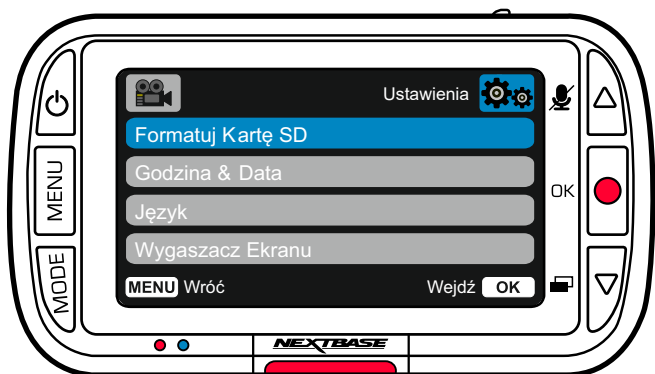 Ustawienia
Formatuj Kartę SD
Godzina & Data
Język
Wygaszacz Ekranu
MENU Wróć
Wejdź OK
MENU
MODE
OK
NEXTBASE